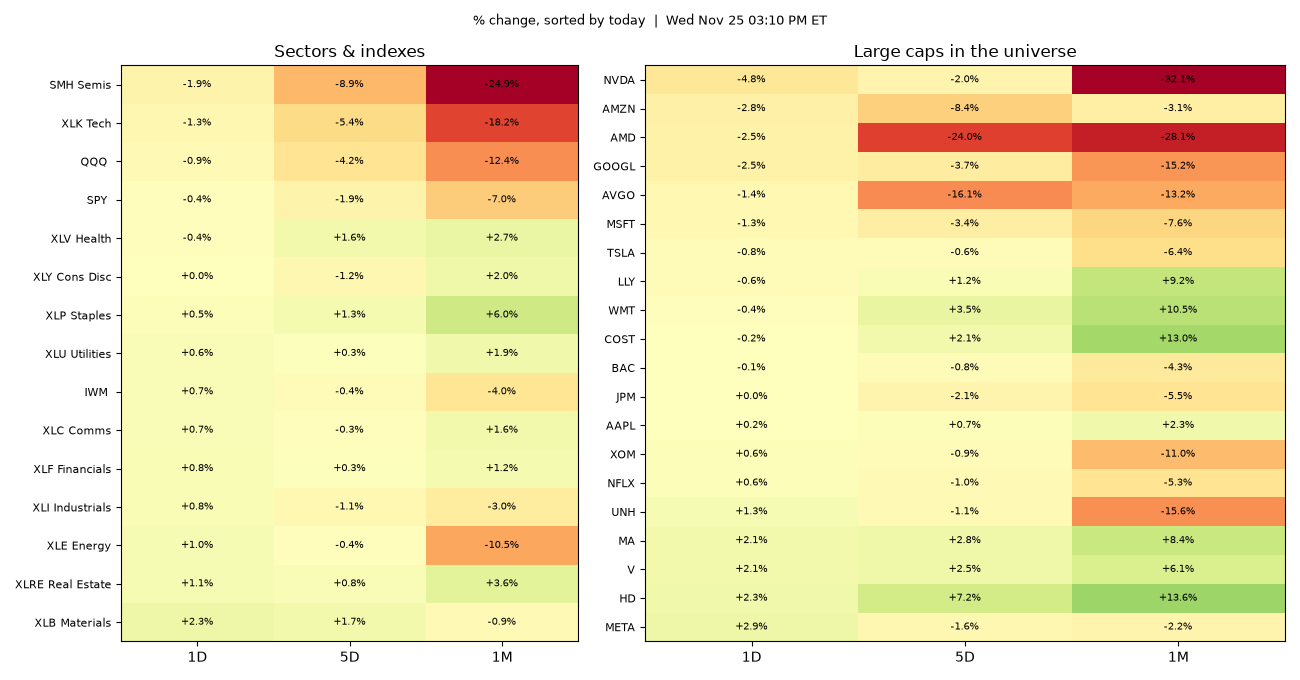 % change, sorted by today | Wed Nov 25 03:10 PM ET
Sectors & indexes
SMH Semis -1.9% -8.9% -24.9%
XLK Tech -1.3% -5.4% -18.2%
QQQ -0.9% -4.2% -12.4%
SPY -0.4% -1.9% -7.0%
XLV Health -0.4% +1.6% +2.7%
XLY Cons Disc +0.0% -1.2% +2.0%
XLP Staples +0.5% +1.3% +6.0%
XLU Utilities +0.6% +0.3% +1.9%
IWM +0.7% -0.4% -4.0%
XLC Comms +0.7% -0.3% +1.6%
XLF Financials +0.8% +0.3% +1.2%
XLI Industrials +0.8% -1.1% -3.0%
XLE Energy +1.0% -0.4% -10.5%
XLRE Real Estate +1.1% +0.8% +3.6%
XLB Materials +2.3% +1.7% -0.9%
1D 5D 1M
Large caps in the universe
NVDA -4.8% -2.0% -32.1%
AMZN -2.8% -8.4% -3.1%
AMD -2.5% -24.0% -28.1%
GOOGL -2.5% -3.7% -15.2%
AVGO -1.4% -16.1% -13.2%
MSFT -1.3% -3.4% -7.6%
TSLA -0.8% -0.6% -6.4%
LLY -0.6% +1.2% +9.2%
WMT -0.4% +3.5% +10.5%
COST -0.2% +2.1% +13.0%
BAC -0.1% -0.8% -4.3%
JPM +0.0% -2.1% -5.5%
AAPL +0.2% +0.7% +2.3%
XOM +0.6% -0.9% -11.0%
NFLX +0.6% -1.0% -5.3%
UNH +1.3% -1.1% -15.6%
MA +2.1% +2.8% +8.4%
V +2.1% +2.5% +6.1%
HD +2.3% +7.2% +13.6%
META +2.9% -1.6% -2.2%
1D 5D 1M